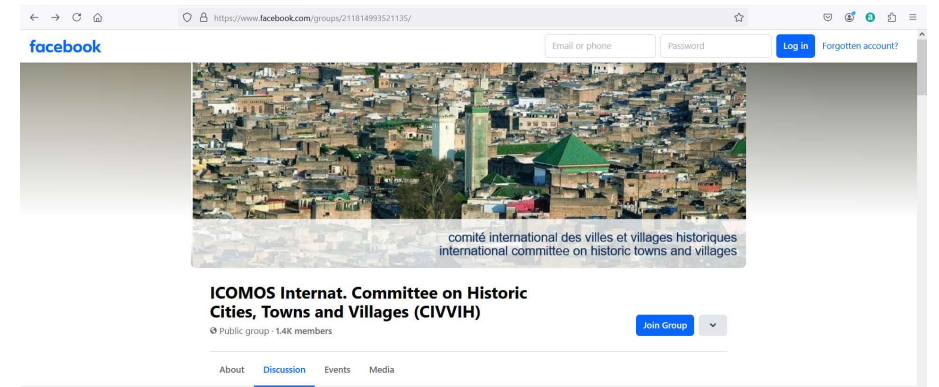 https://www.facebook.com/groups/211814993521135/
facebook
Email or phone
Password
Log in
Forgotten account?
comité international des villes et villages historiques
international committee on historic towns and villages
ICOMOS Internat. Committee on Historic
Cities, Towns and Villages (CIVVIH)
Public group · 1.4K members
Join Group
About Discussion Events Media